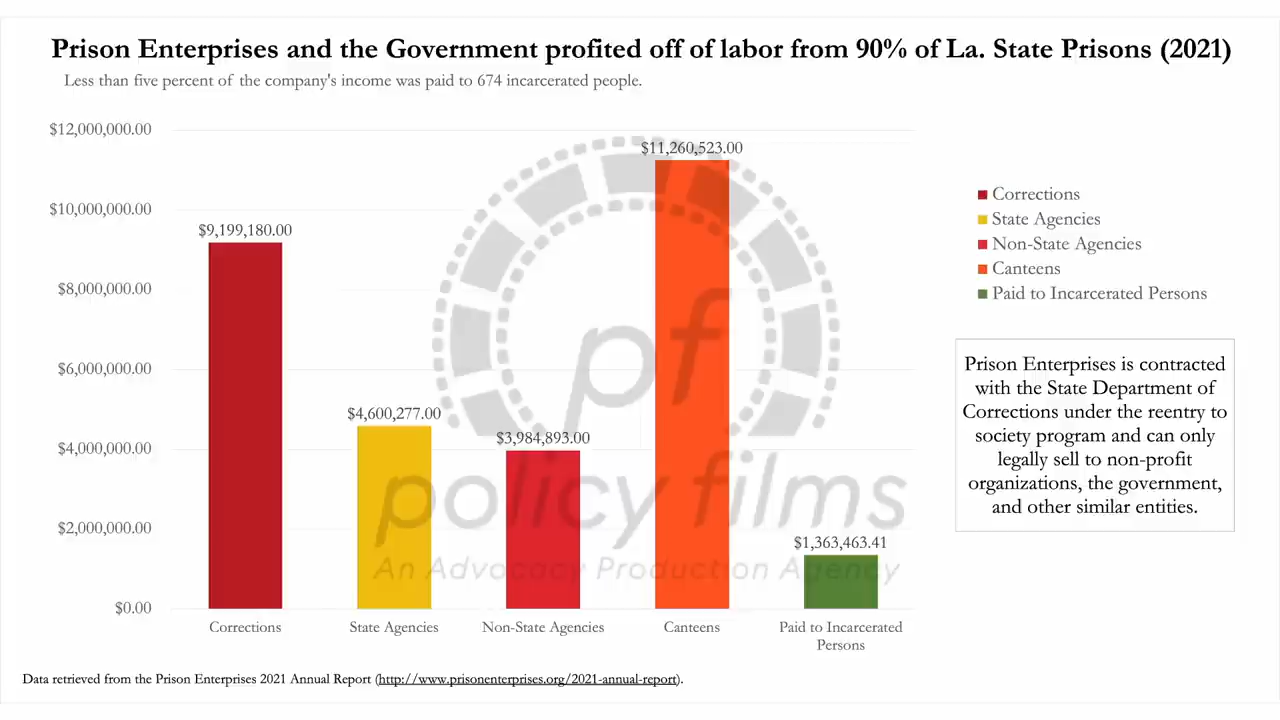 Prison Enterprises and the Government profited off of labor from 90% of La. State Prisons (2021)
Less than five percent of the company's income was paid to 674 incarcerated people.
$12,000,000.00
$10,000,000.00
$8,000,000.00
$6,000,000.00
$4,000,000.00
$2,000,000.00
$0.00
$9,199,180.00
$4,600,277.00
$3,984,893.00
$11,260,523.00
$1,363,463.41
Corrections
State Agencies
Non-State Agencies
Canteens
Paid to Incarcerated
Persons
Corrections
State Agencies
Non-State Agencies
Canteens
Paid to Incarcerated Persons
Prison Enterprises is contracted
with the State Department of
Corrections under the reentry to
society program and can only
legally sell to non-profit
organizations, the government,
and other similar entities.
pf
policy films
An Advocacy Production Agency
Data retrieved from the Prison Enterprises 2021 Annual Report (http://www.prisonenterprises.org/2021-annual-report).